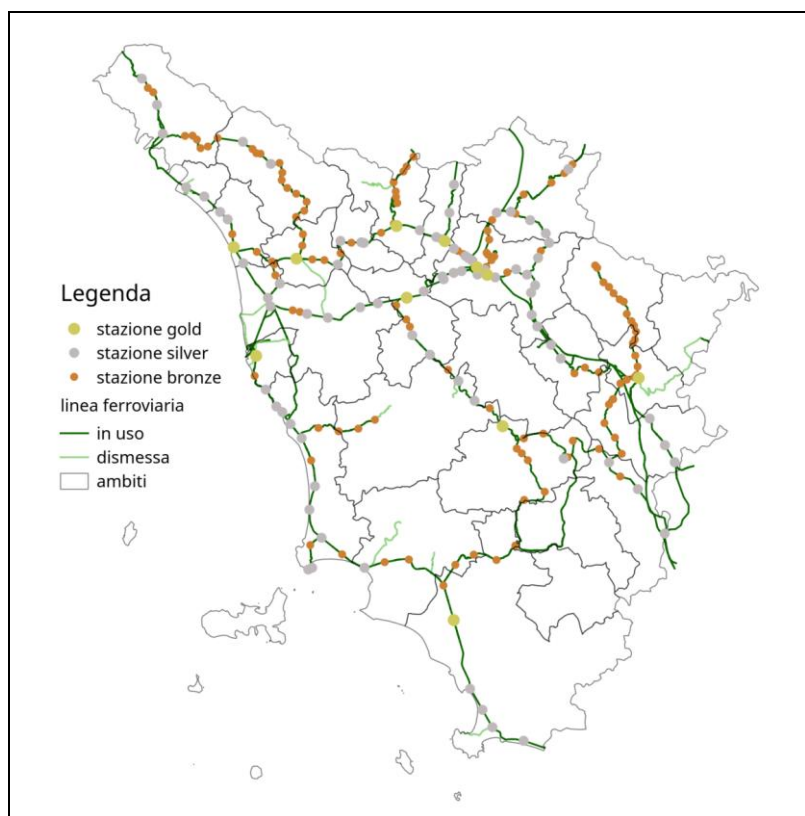 Legenda
stazione gold
stazione silver
stazione bronze
linea ferroviaria
in uso
dismessa
ambiti